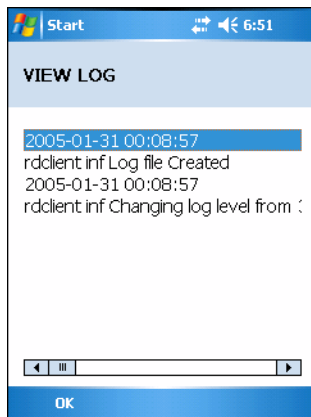 Start 6:51
VIEW LOG
2005-01-31 00:08:57
rdclient inf Log file Created
2005-01-31 00:08:57
rdclient inf Changing log level from
OK